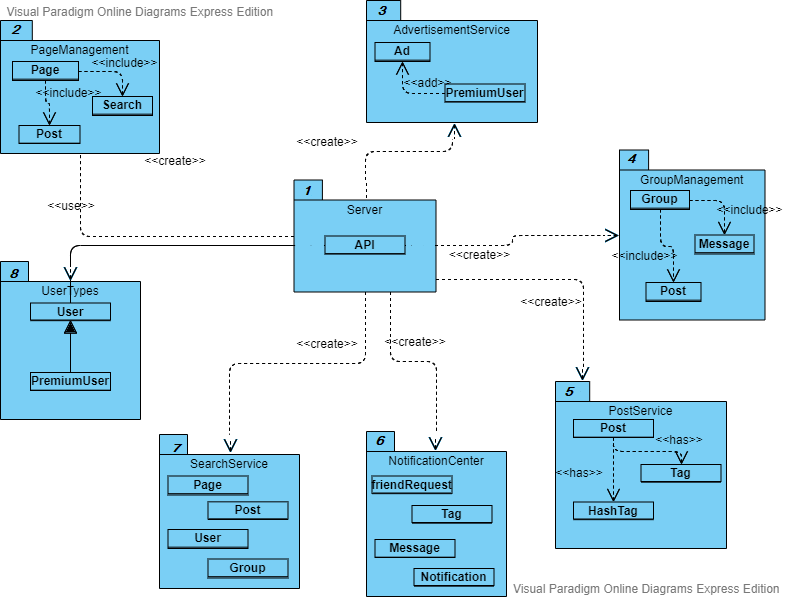 Visual Paradigm Online Diagrams Express Edition
2
PageManagement
Page
<<include>>
<<include>>
Search
Post
3
AdvertisementService
Ad
<<add>>
PremiumUser
<<create>>
<<create>>
<<use>>
1
Server
API
4
GroupManagement
Group
<<include>>
Message
<<include>>
Post
<<create>>
8
UserTypes
User
PremiumUser
<<create>>
<<create>>
<<create>>
5
PostService
Post
<<has>>
Tag
<<has>>
HashTag
7
SearchService
Page
Post
User
Group
6
NotificationCenter
friendRequest
Tag
Message
Notification
Visual Paradigm Online Diagrams Express Edition